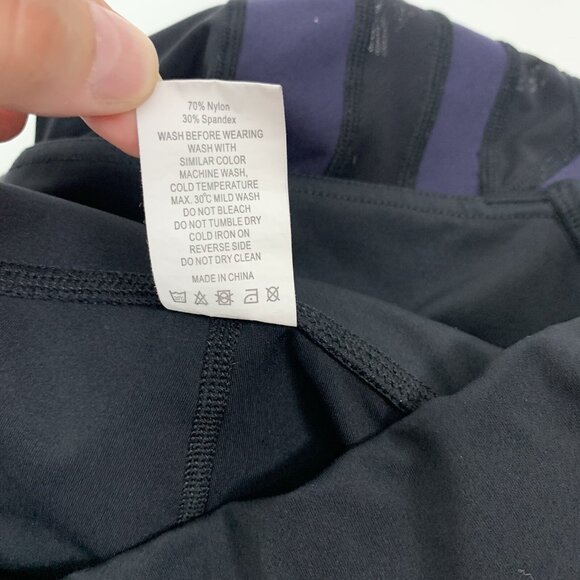 70% Nylon
30% Spandex
WASH BEFORE WEARING
WASH WITH
SIMILAR COLOR
MACHINE WASH,
COLD TEMPERATURE
MAX. 30°C MILD WASH
DO NOT BLEACH
DO NOT TUMBLE DRY
COLD IRON ON
REVERSE SIDE
DO NOT DRY CLEAN
MADE IN CHINA